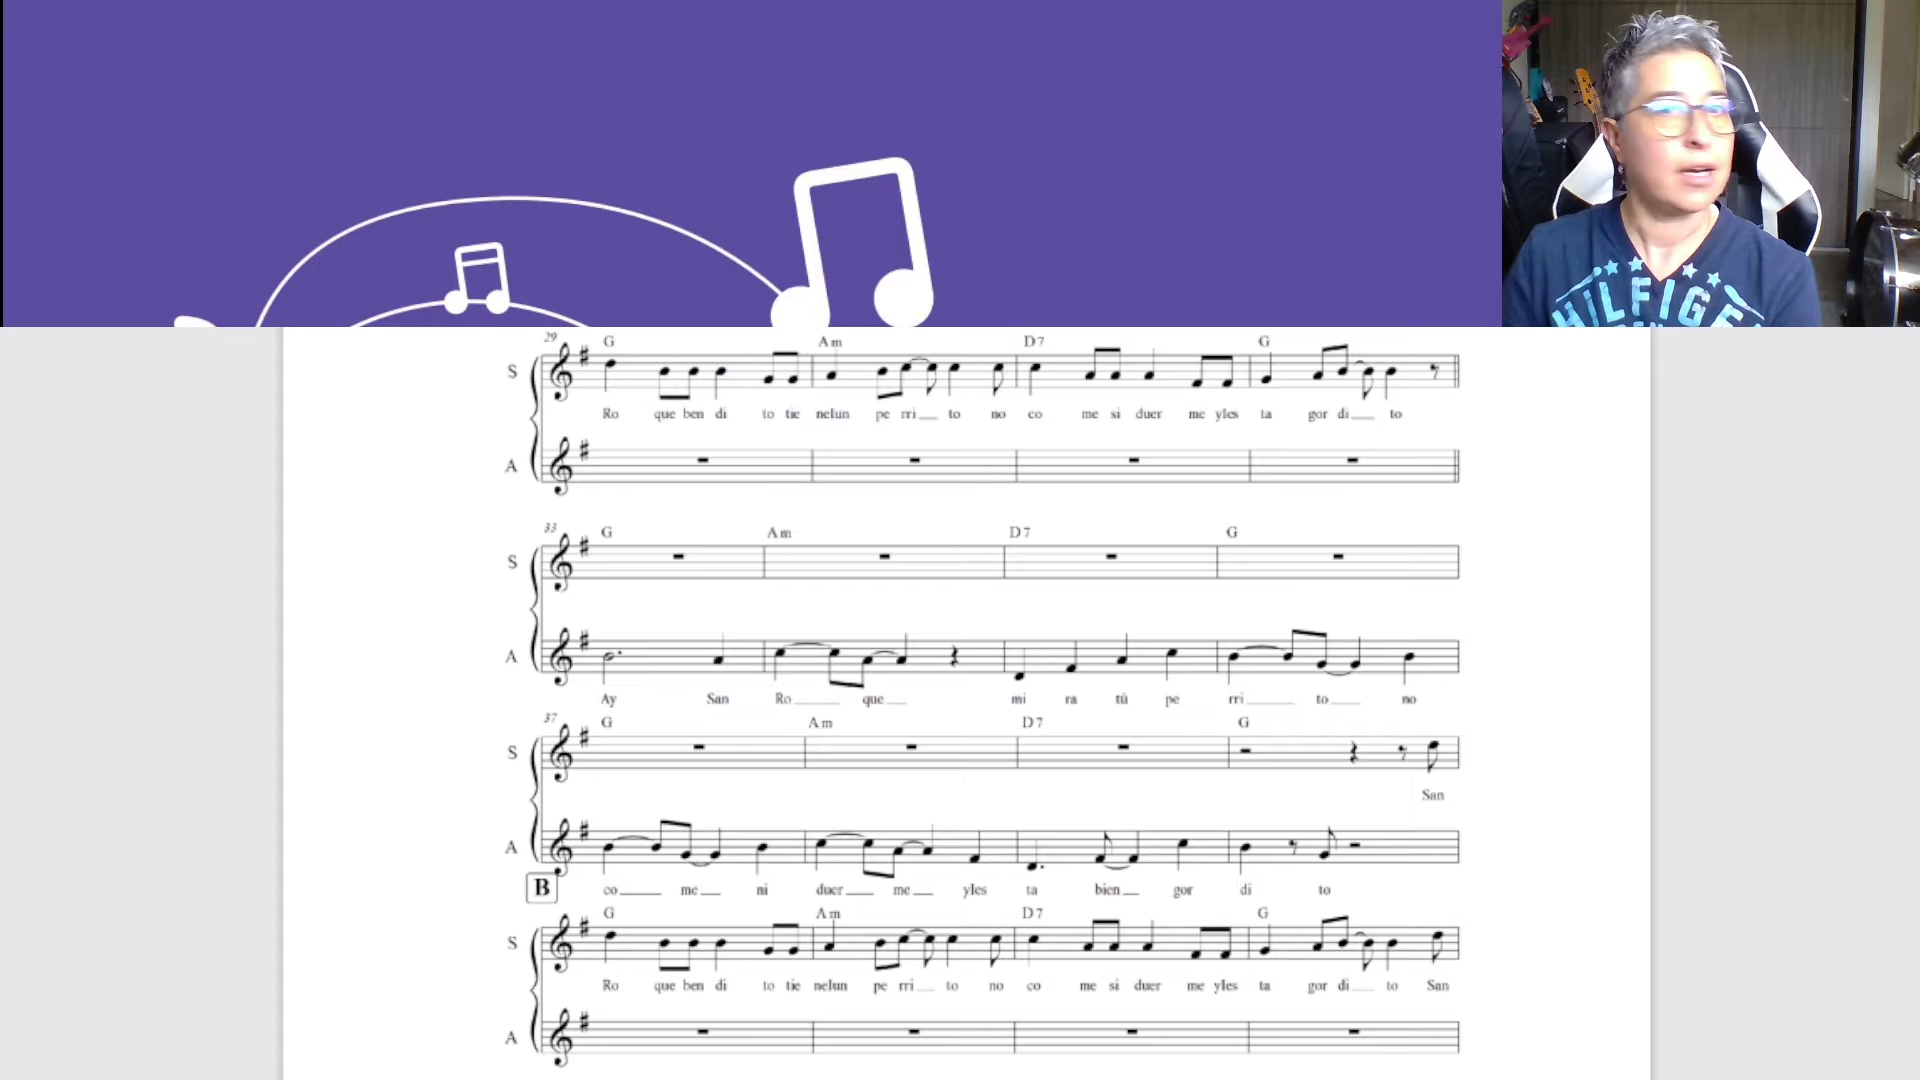 HILFIGE
29 G Am D7 G
S
Ro que ben di to tie nelun pe rri to no co me si duer me yles ta gor di to
A
33 G Am D7 G
S
A
Ay San Ro que mi ra tú pe rri to no
37 G Am D7 G
S
San
A
B co me ni duer me yles ta bien gor di to
G Am D7 G
S
Ro que ben di to tie nelun pe rri to no co me si duer me yles ta gor di to San
A